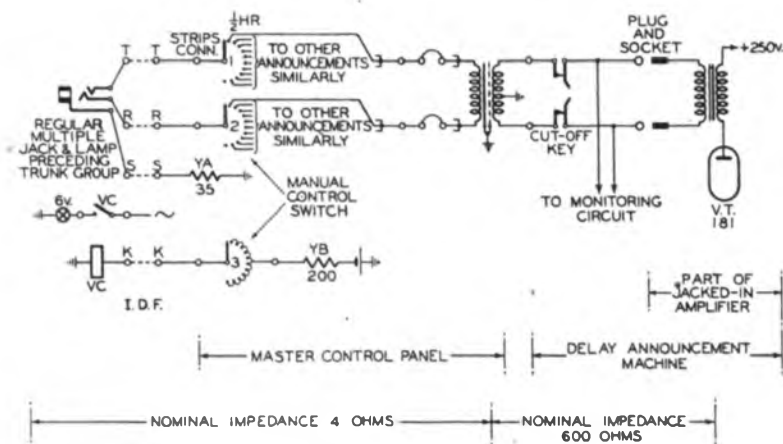 ½ HR
STRIPS
CONN.
T T
1
TO OTHER
ANNOUNCEMENTS
SIMILARLY
PLUG
AND
SOCKET
+250V.
REGULAR
MULTIPLE
JACK & LAMP
PRECEDING
TRUNK GROUP
R R
2
TO OTHER
ANNOUNCEMENTS
SIMILARLY
CUT-OFF
KEY
S S
YA
35
MANUAL
CONTROL
SWITCH
TO MONITORING
CIRCUIT
V.T.
181
6v.
VC
VC
K K
3
YB
200
I.D.F.
PART OF
JACKED-IN
AMPLIFIER
MASTER CONTROL PANEL
DELAY ANNOUNCEMENT
MACHINE
NOMINAL IMPEDANCE 4 OHMS
NOMINAL IMPEDANCE
600 OHMS